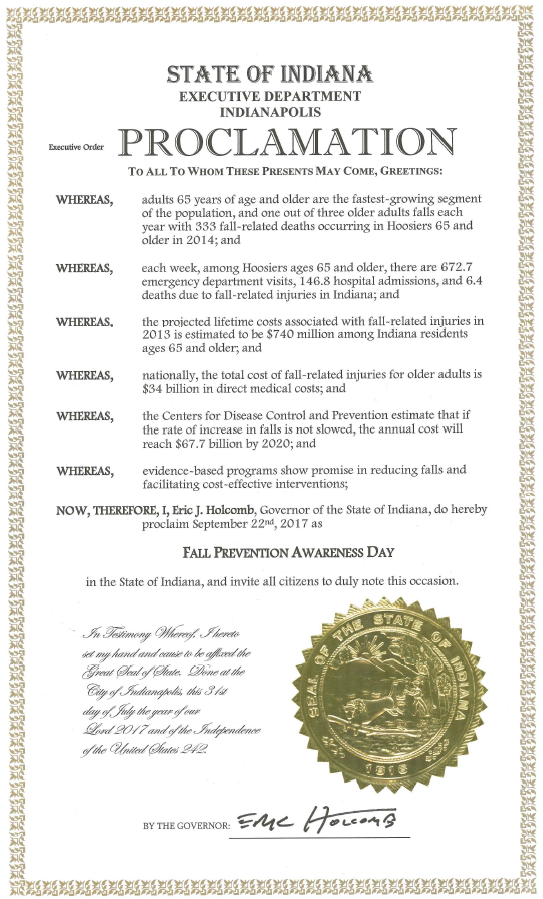 STATE OF INDIANA
EXECUTIVE DEPARTMENT
INDIANAPOLIS
Executive Order
PROCLAMATION
TO ALL TO WHOM THESE PRESENTS MAY COME, GREETINGS:
WHEREAS, adults 65 years of age and older are the fastest-growing segment
of the population, and one out of three older adults falls each
year with 333 fall-related deaths occurring in Hoosiers 65 and
older in 2014; and
WHEREAS, each week, among Hoosiers ages 65 and older, there are 672.7
emergency department visits, 146.8 hospital admissions, and 6.4
deaths due to fall-related injuries in Indiana; and
WHEREAS, the projected lifetime costs associated with fall-related injuries in
2013 is estimated to be $740 million among Indiana residents
ages 65 and older; and
WHEREAS, nationally, the total cost of fall-related injuries for older adults is
$34 billion in direct medical costs; and
WHEREAS, the Centers for Disease Control and Prevention estimate that if
the rate of increase in falls is not slowed, the annual cost will
reach $67.7 billion by 2020; and
WHEREAS, evidence-based programs show promise in reducing falls and
facilitating cost-effective interventions;
NOW, THEREFORE, I, Eric J. Holcomb, Governor of the State of Indiana, do hereby
proclaim September 22nd, 2017 as
FALL PREVENTION AWARENESS DAY
in the State of Indiana, and invite all citizens to duly note this occasion.
In Testimony Whereof, I hereto
set my hand and cause to be affixed the
Great Seal of State. Done at the
City of Indianapolis, this 31st
day of July the year of our
Lord 2017 and of the Independence
of the United States 242.
SEAL OF THE STATE OF INDIANA
1816
BY THE GOVERNOR: Eric Holcomb